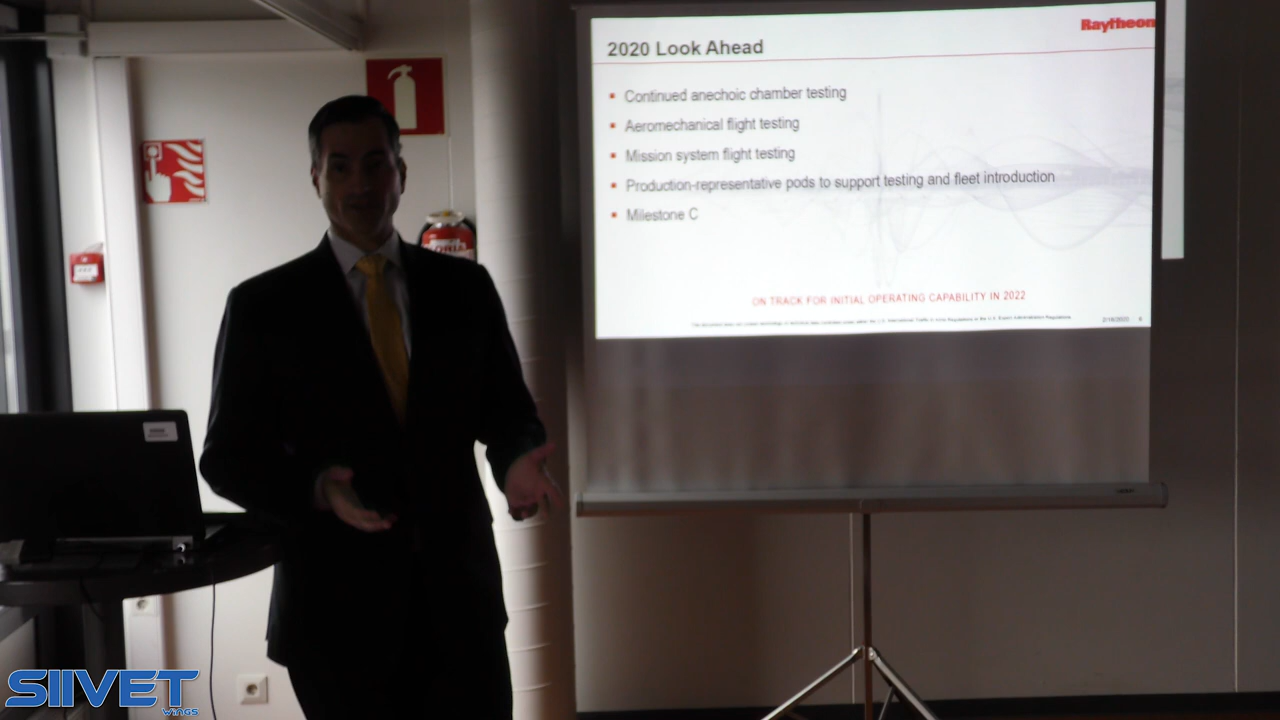 Raytheon
2020 Look Ahead
Continued anechoic chamber testing
Aeromechanical flight testing
Mission system flight testing
Production-representative pods to support testing and fleet introduction
Milestone C
ON TRACK FOR INITIAL OPERATING CAPABILITY IN 2022
SIIVET
WINGS